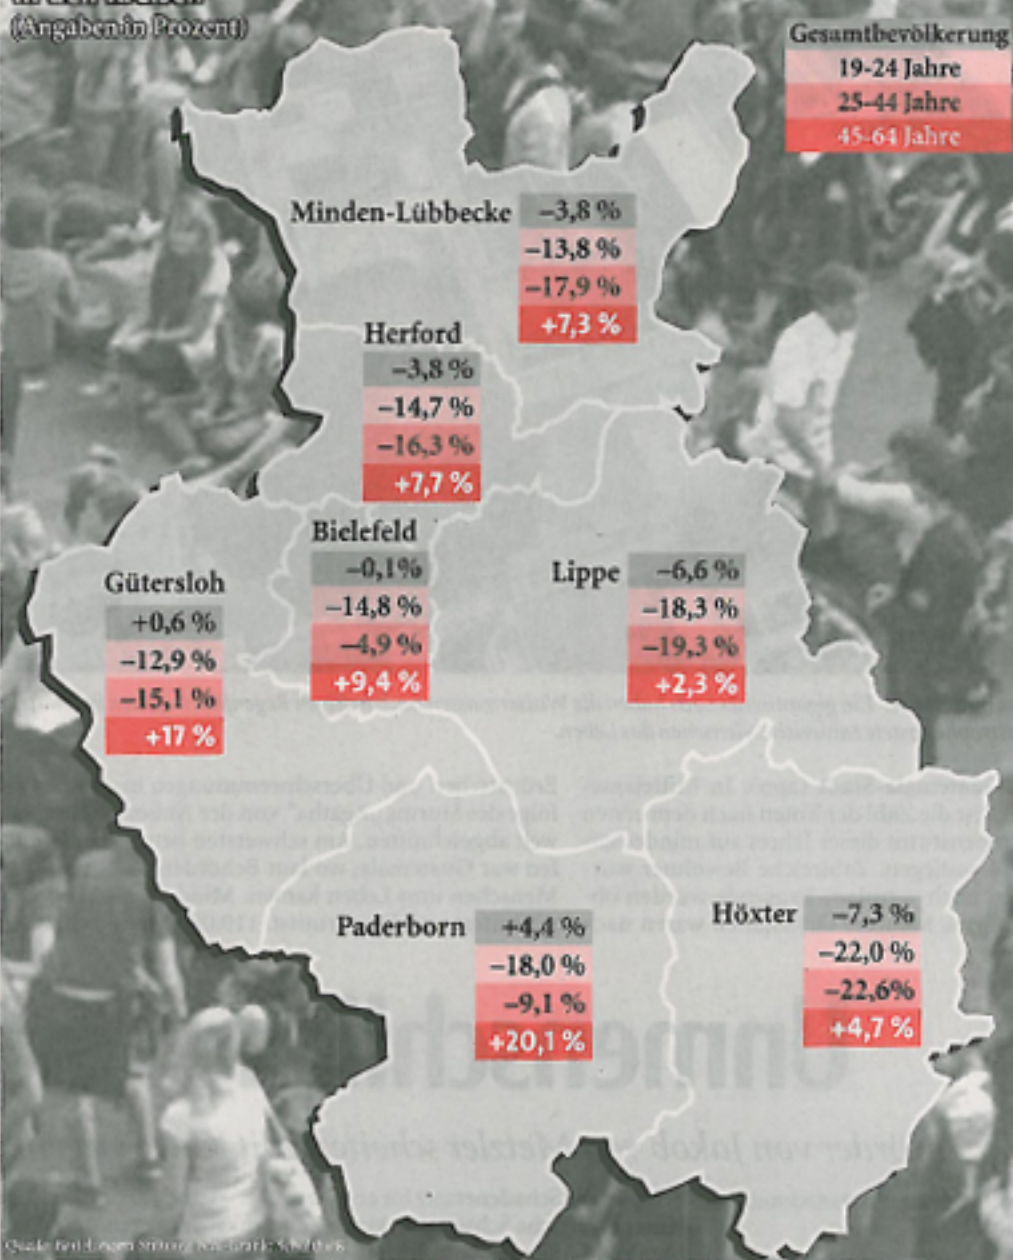 (Angaben in Prozent)
Gesamtbevölkerung
19-24 Jahre
25-44 Jahre
45-64 Jahre
Minden-Lübbecke
–3,8 %
–13,8 %
–17,9 %
+7,3 %
Herford
–3,8 %
–14,7 %
–16,3 %
+7,7 %
Bielefeld
–0,1%
–14,8 %
–4,9 %
+9,4 %
Gütersloh
+0,6 %
–12,9 %
–15,1 %
+17 %
Lippe
–6,6 %
–18,3 %
–19,3 %
+2,3 %
Paderborn
+4,4 %
–18,0 %
–9,1 %
+20,1 %
Höxter
–7,3 %
–22,0 %
–22,6%
+4,7 %